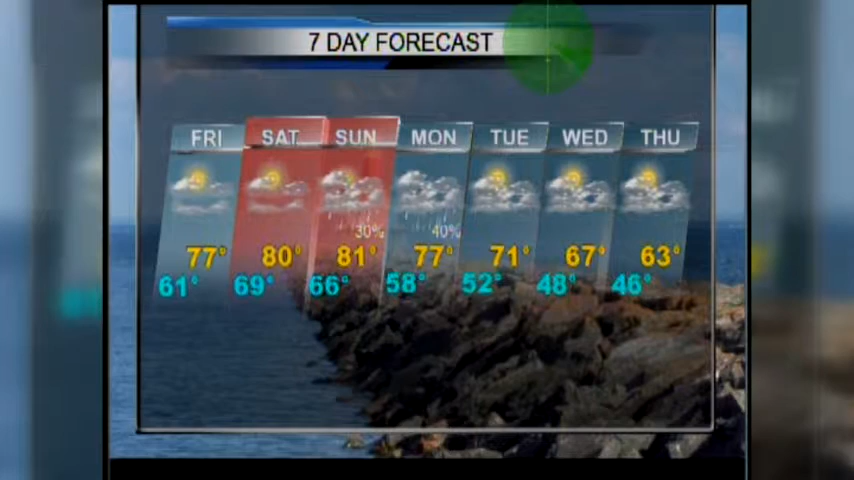 7 DAY FORECAST
FRI SAT SUN MON TUE WED THU
30% 40%
77° 80° 81° 77° 71° 67° 63°
61° 69° 66° 58° 52° 48° 46°